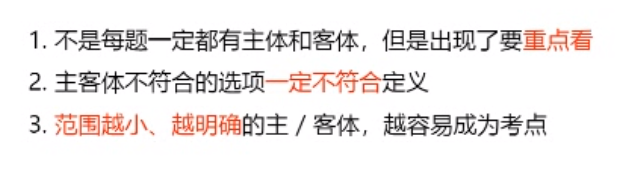 1. 不是每题一定都有主体和客体，但是出现了要重点看
2. 主客体不符合的选项一定不符合定义
3. 范围越小、越明确的主 / 客体，越容易成为考点